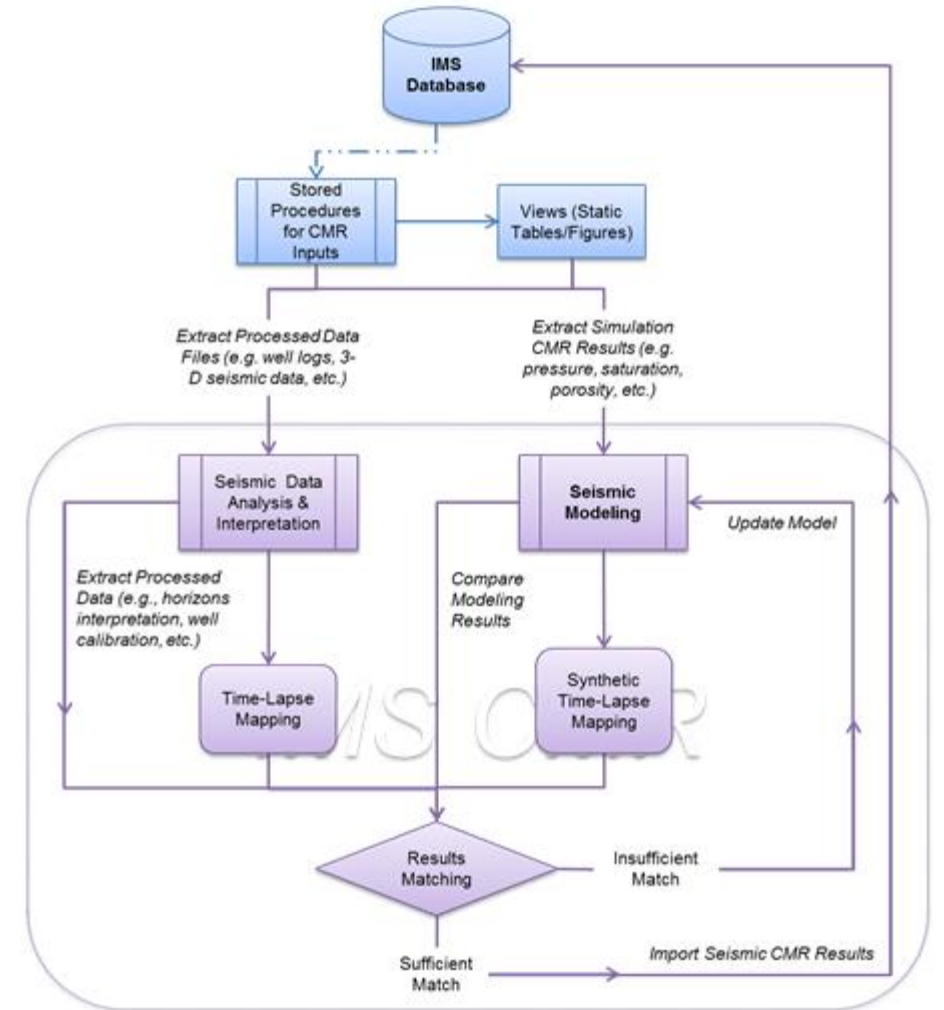 IMS
Database
Stored
Procedures
for CMR
Inputs
Views (Static
Tables/Figures)
Extract Processed Data
Files (e.g. well logs, 3-
D seismic data, etc.)
Extract Simulation
CMR Results (e.g.
pressure, saturation,
porosity, etc.)
Seismic Data
Analysis &
Interpretation
Seismic
Modeling
Update Model
Extract Processed
Data (e.g., horizons
interpretation, well
calibration, etc.)
Compare
Modeling
Results
Time-Lapse
Mapping
Synthetic
Time-Lapse
Mapping
IMS CMR
Results
Matching
Insufficient
Match
Sufficient
Match
Import Seismic CMR Results